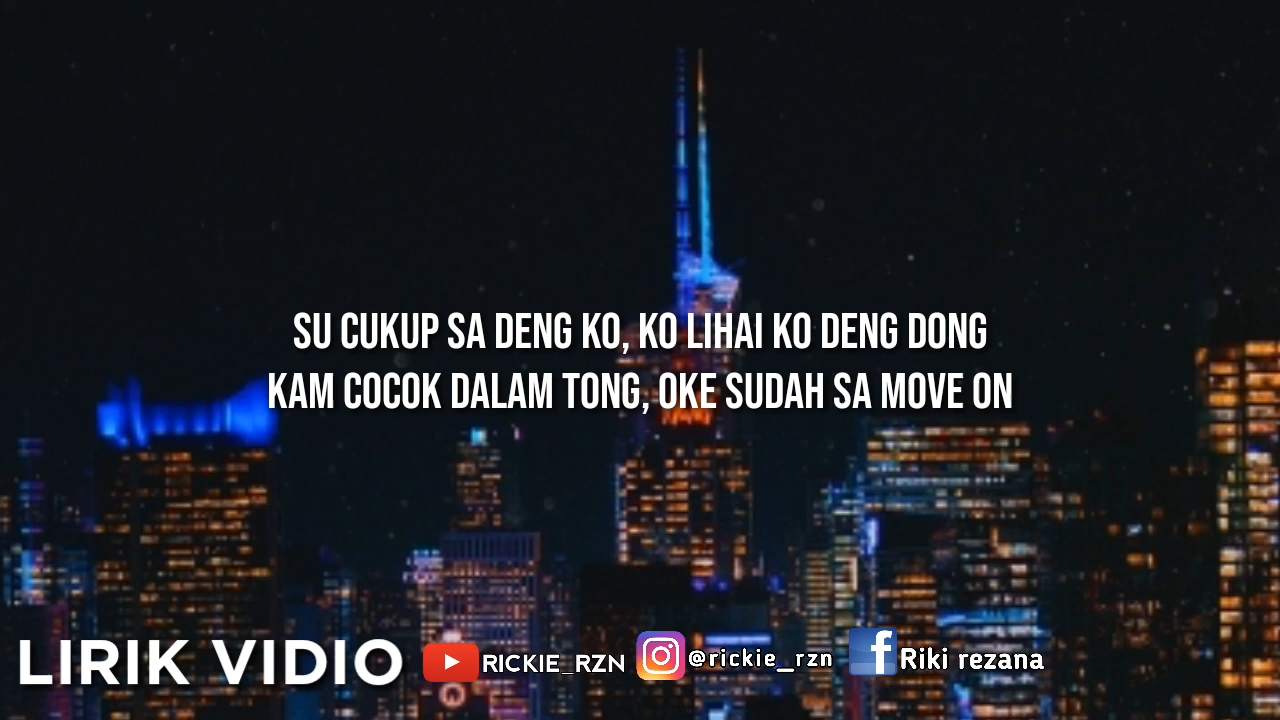 SU CUKUP SA DENG KO, KO LIHAI KO DENG DONG
KAM COCOK DALAM TONG, OKE SUDAH SA MOVE ON
LIRIK VIDIO RICKIE_RZN @rickie_rzn Riki rezana